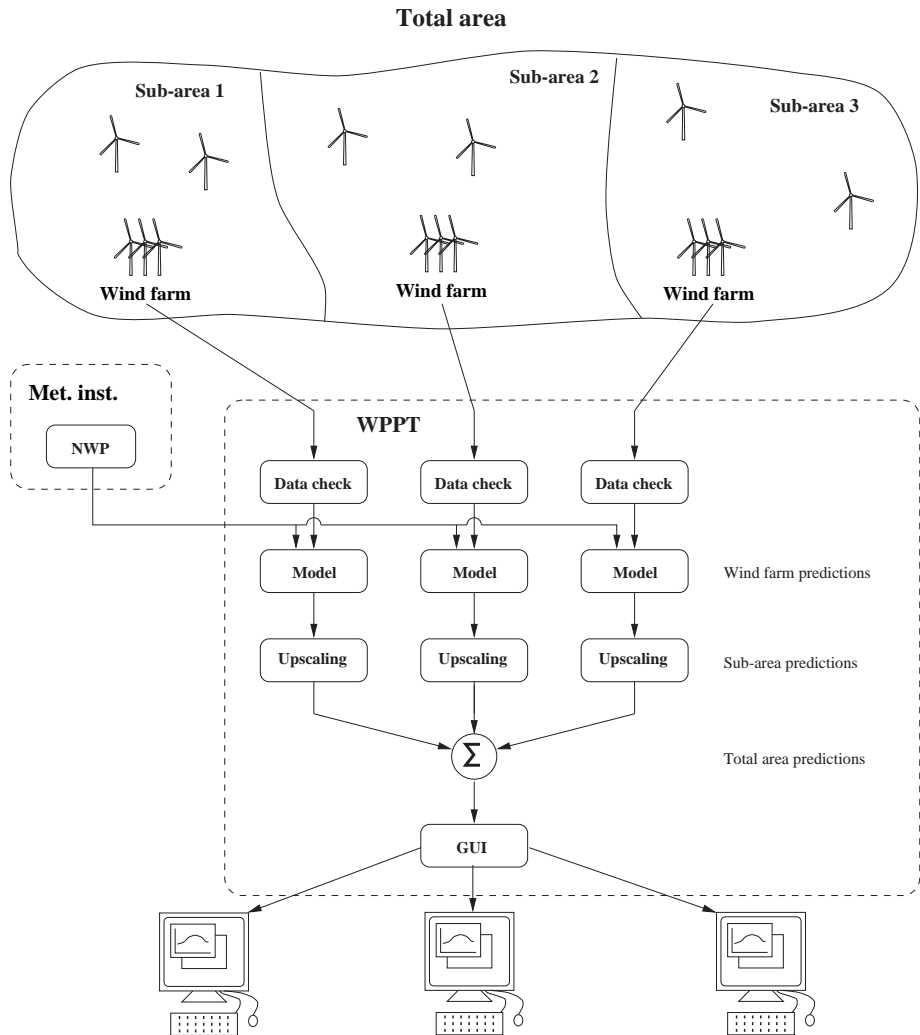 Total area
Sub-area 1
Sub-area 2
Sub-area 3
Wind farm
Wind farm
Wind farm
Met. inst.
NWP
WPPT
Data check
Data check
Data check
Model
Model
Model
Wind farm predictions
Upscaling
Upscaling
Upscaling
Sub-area predictions
Σ
Total area predictions
GUI